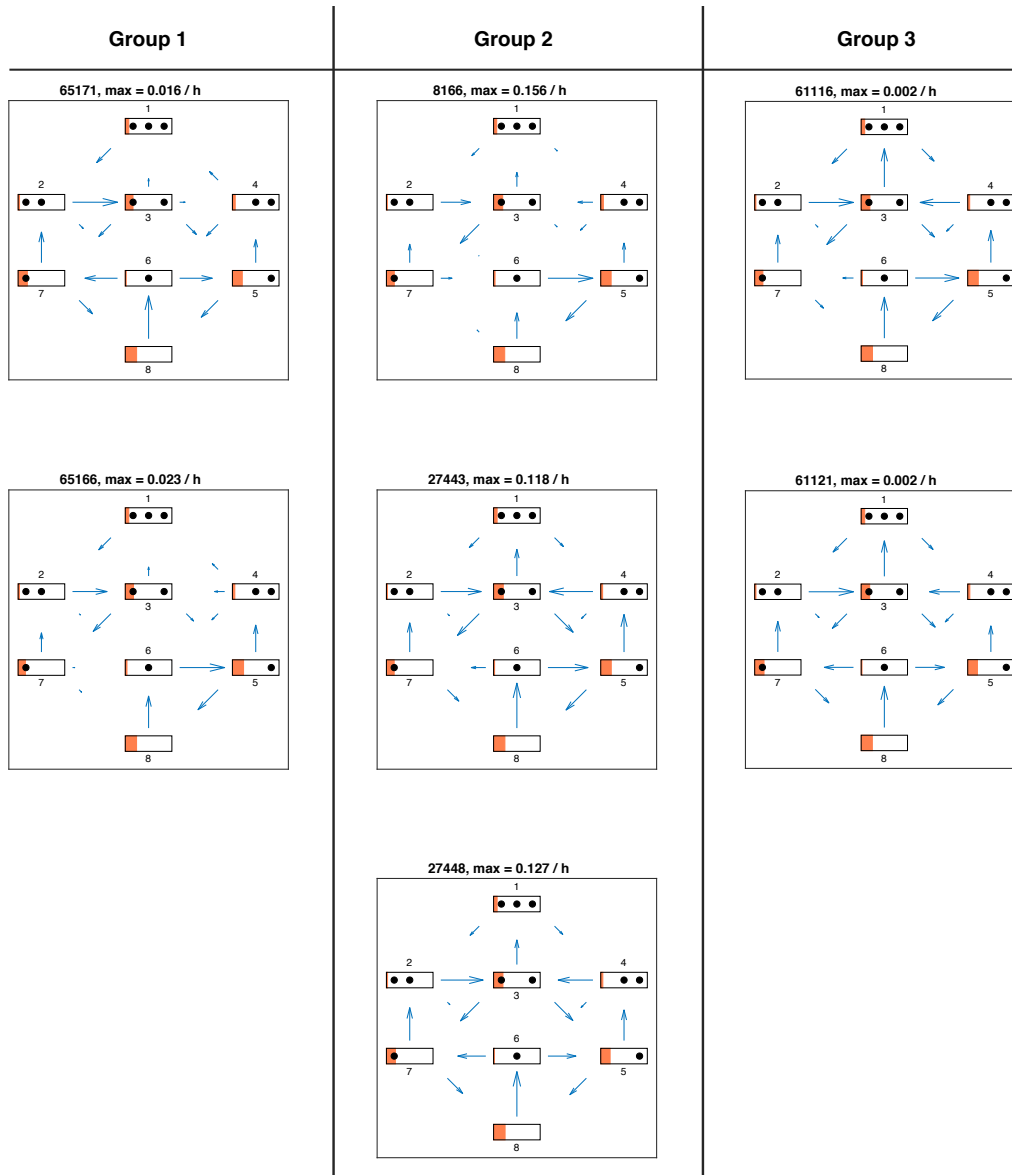 Group 1 Group 2 Group 3
65171, max = 0.016 / h 8166, max = 0.156 / h 61116, max = 0.002 / h
1 1 1
2 4 2 4 2 4
3 3 3
6 6 6
7 5 7 5 7 5
8 8 8
65166, max = 0.023 / h 27443, max = 0.118 / h 61121, max = 0.002 / h
1 1 1
2 4 2 4 2 4
3 3 3
6 6 6
7 5 7 5 7 5
8 8 8
27448, max = 0.127 / h
1
2 4
3
6
7 5
8